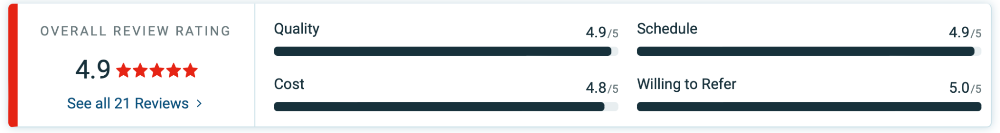 OVERALL REVIEW RATING
4.9
See all 21 Reviews >
Quality 4.9/5
Schedule 4.9/5
Cost 4.8/5
Willing to Refer 5.0/5